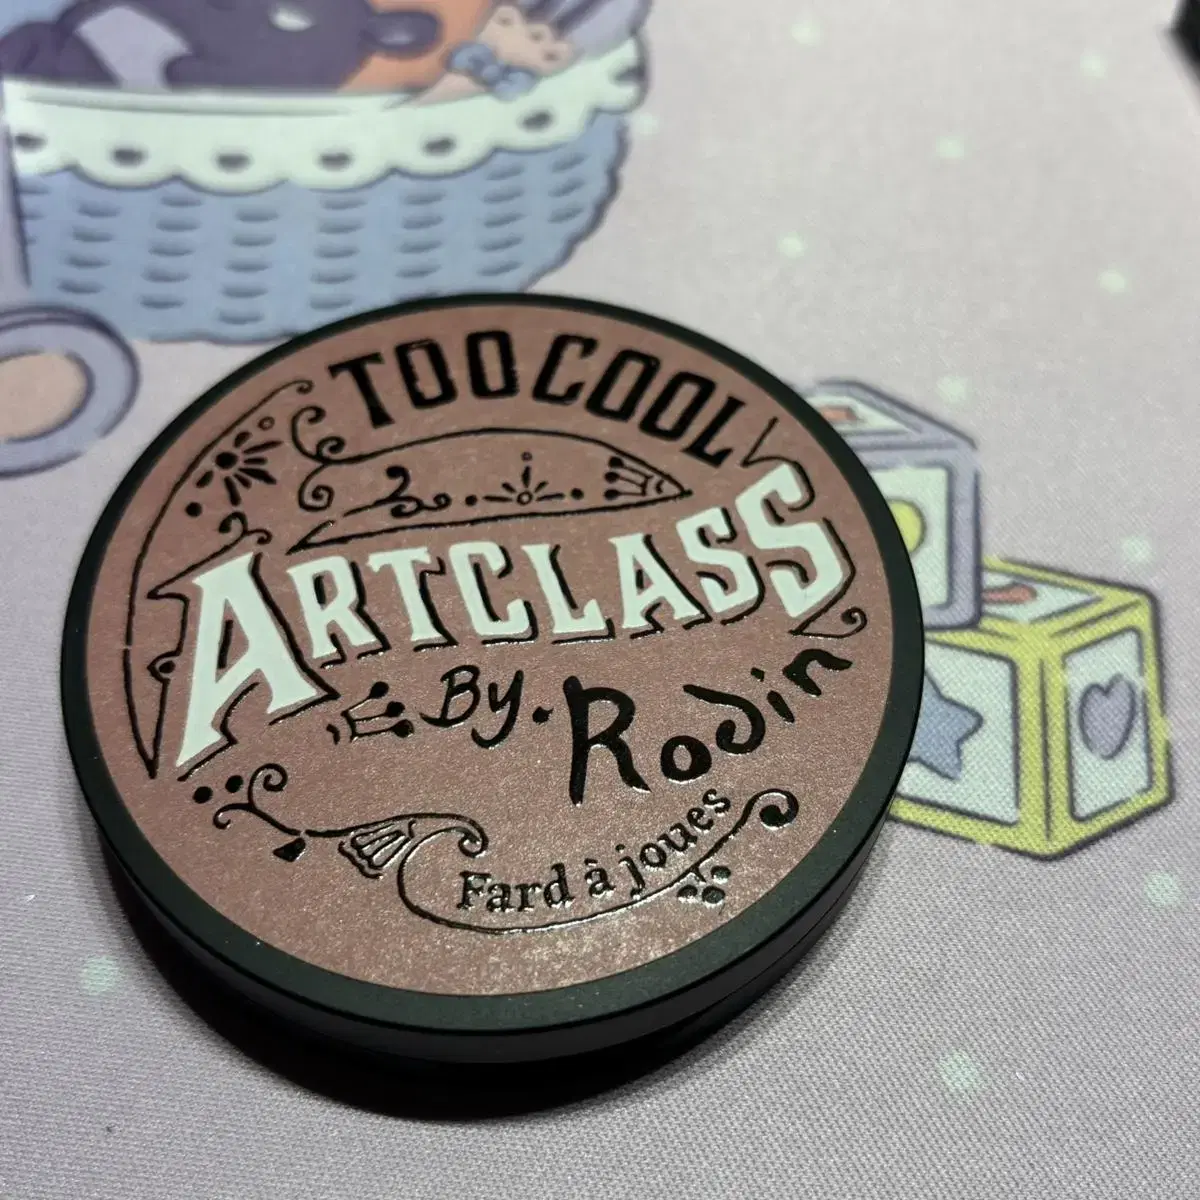 TOO COOL
ARTCLASS
By. Rodin
Fard à joues